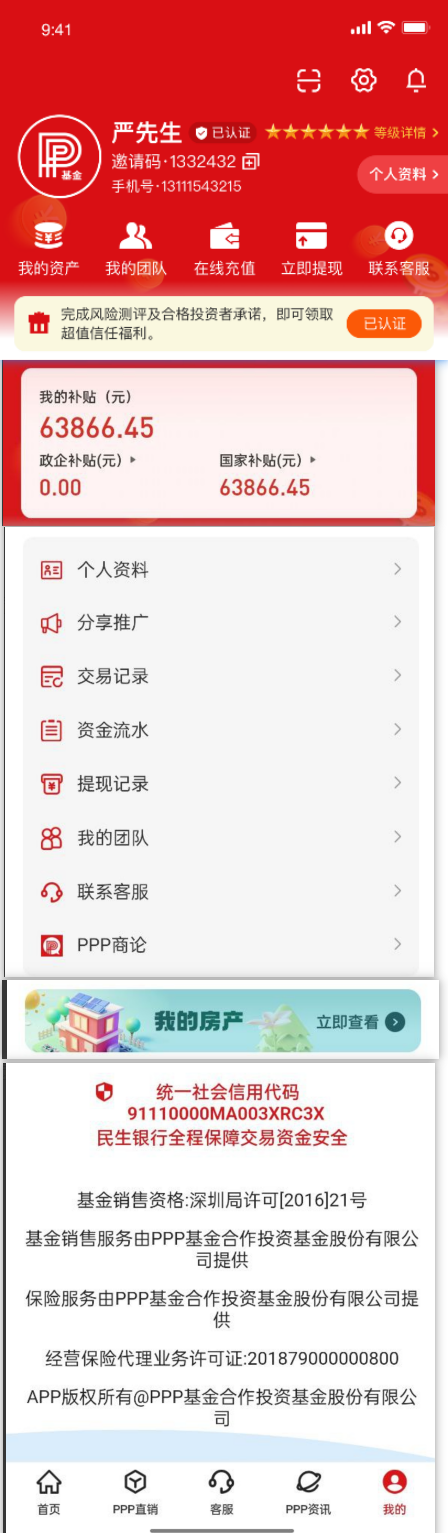 9:41
严先生
已认证
等级详情
邀请码·1332432
基金
手机号·13111543215
个人资料
我的资产
我的团队
在线充值
立即提现
联系客服
完成风险测评及合格投资者承诺，即可领取
超值信任福利。
已认证
我的补贴（元）
63866.45
政企补贴(元)
国家补贴(元)
0.00
63866.45
个人资料
分享推广
交易记录
资金流水
提现记录
我的团队
联系客服
PPP商论
我的房产
立即查看
统一社会信用代码
91110000MA003XRC3X
民生银行全程保障交易资金安全
基金销售资格:深圳局许可[2016]21号
基金销售服务由PPP基金合作投资基金股份有限公
司提供
保险服务由PPP基金合作投资基金股份有限公司提
供
经营保险代理业务许可证:201879000000800
APP版权所有@PPP基金合作投资基金股份有限公
司
首页
PPP直销
客服
PPP资讯
我的